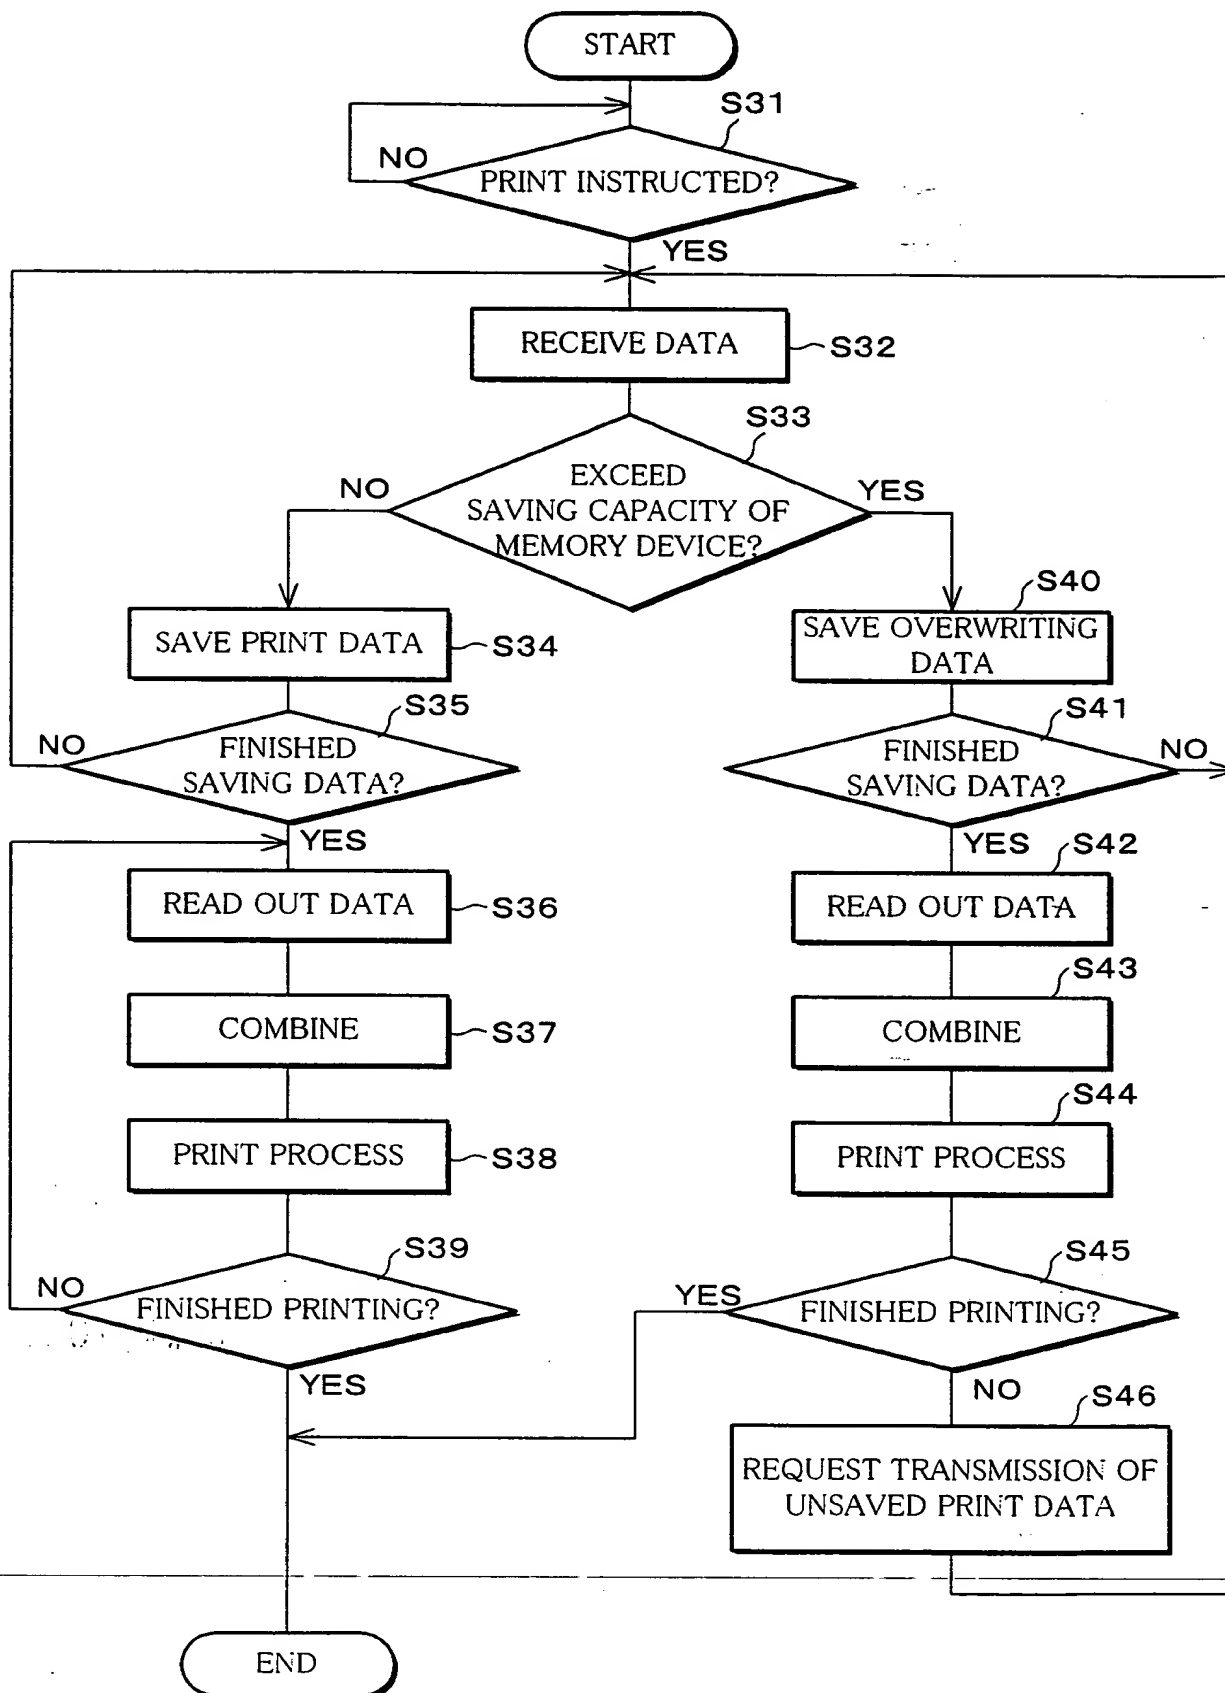 START
S31
NO
PRINT INSTRUCTED?
YES
RECEIVE DATA
S32
S33
NO
EXCEED
SAVING CAPACITY OF
MEMORY DEVICE?
YES
SAVE PRINT DATA
S34
S40
SAVE OVERWRITING
DATA
S35
NO
FINISHED
SAVING DATA?
YES
S41
FINISHED
SAVING DATA?
NO
YES
READ OUT DATA
S36
S42
READ OUT DATA
COMBINE
S37
S43
COMBINE
PRINT PROCESS
S38
S44
PRINT PROCESS
S39
NO
FINISHED PRINTING?
YES
S45
YES
FINISHED PRINTING?
NO
S46
REQUEST TRANSMISSION OF
UNSAVED PRINT DATA
END